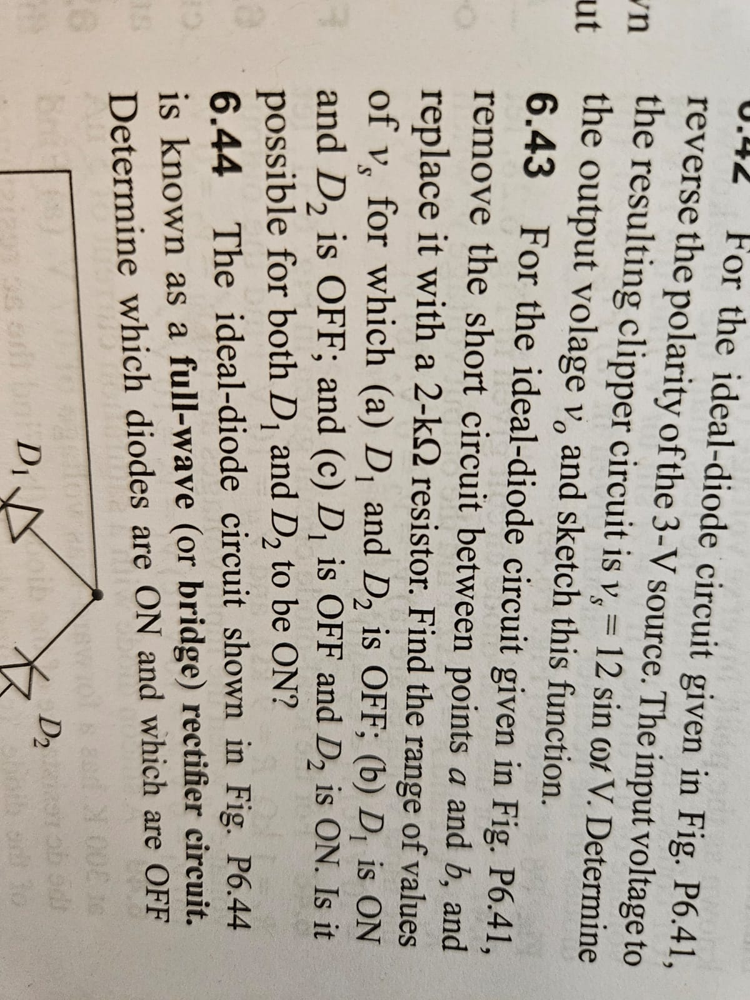 6.42 For the ideal-diode circuit given in Fig. P6.41,
reverse the polarity of the 3-V source. The input voltage to
the resulting clipper circuit is vₛ = 12 sin ωt V. Determine
the output volage vₒ and sketch this function.
6.43 For the ideal-diode circuit given in Fig. P6.41,
remove the short circuit between points a and b, and
replace it with a 2-kΩ resistor. Find the range of values
of vₛ for which (a) D₁ and D₂ is OFF; (b) D₁ is ON
and D₂ is OFF; and (c) D₁ is OFF and D₂ is ON. Is it
possible for both D₁ and D₂ to be ON?
6.44 The ideal-diode circuit shown in Fig. P6.44
is known as a full-wave (or bridge) rectifier circuit.
Determine which diodes are ON and which are OFF
D₁
D₂